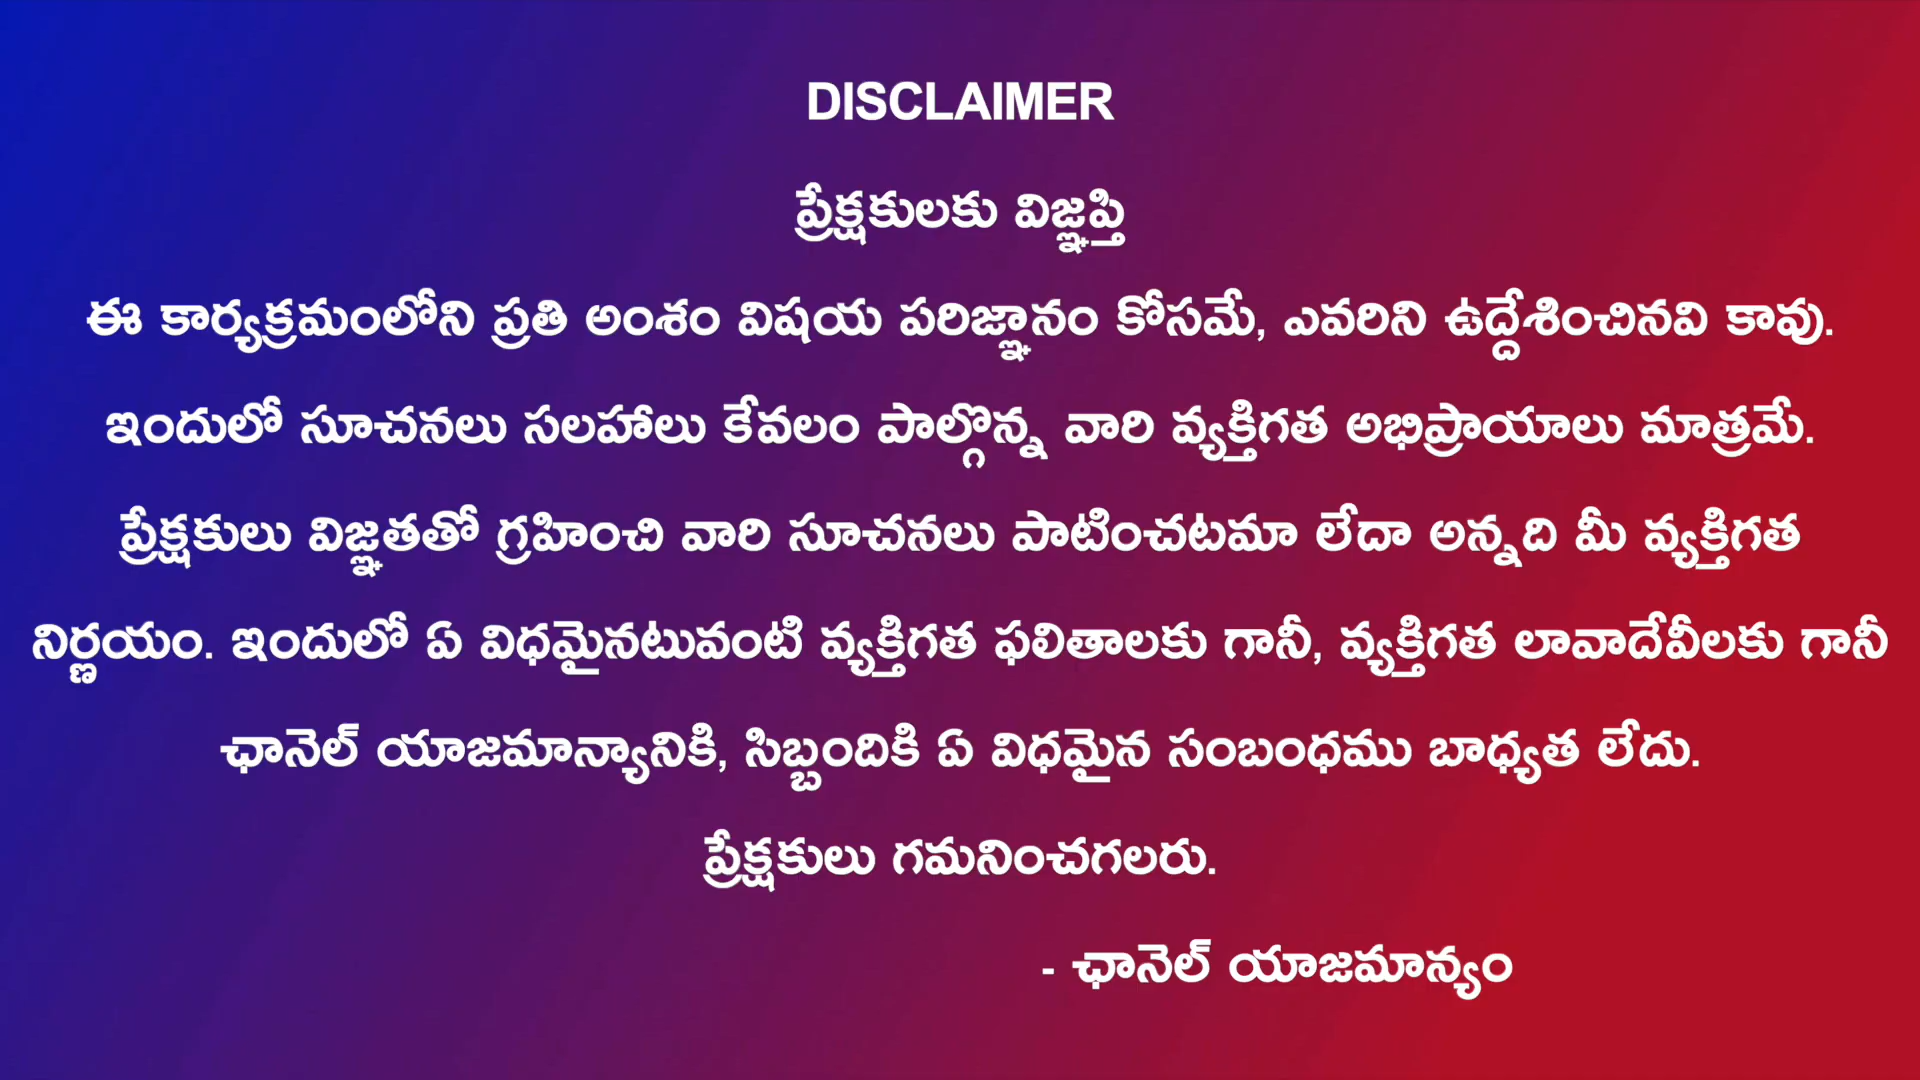 DISCLAIMER
ప్రేక్షకులకు విజ్ఞప్తి
ఈ కార్యక్రమంలోని ప్రతి అంశం విషయ పరిజ్ఞానం కోసమే, ఎవరిని ఉద్దేశించినవి కావు.
ఇందులో సూచనలు సలహాలు కేవలం పాల్గొన్న వారి వ్యక్తిగత అభిప్రాయాలు మాత్రమే.
ప్రేక్షకులు విజ్ఞతతో గ్రహించి వారి సూచనలు పాటించటమా లేదా అన్నది మీ వ్యక్తిగత
నిర్ణయం. ఇందులో ఏ విధమైనటువంటి వ్యక్తిగత ఫలితాలకు గానీ, వ్యక్తిగత లావాదేవీలకు గానీ
ఛానెల్ యాజమాన్యానికి, సిబ్బందికి ఏ విధమైన సంబంధము బాధ్యత లేదు.
ప్రేక్షకులు గమనించగలరు.
- ఛానెల్ యాజమాన్యం